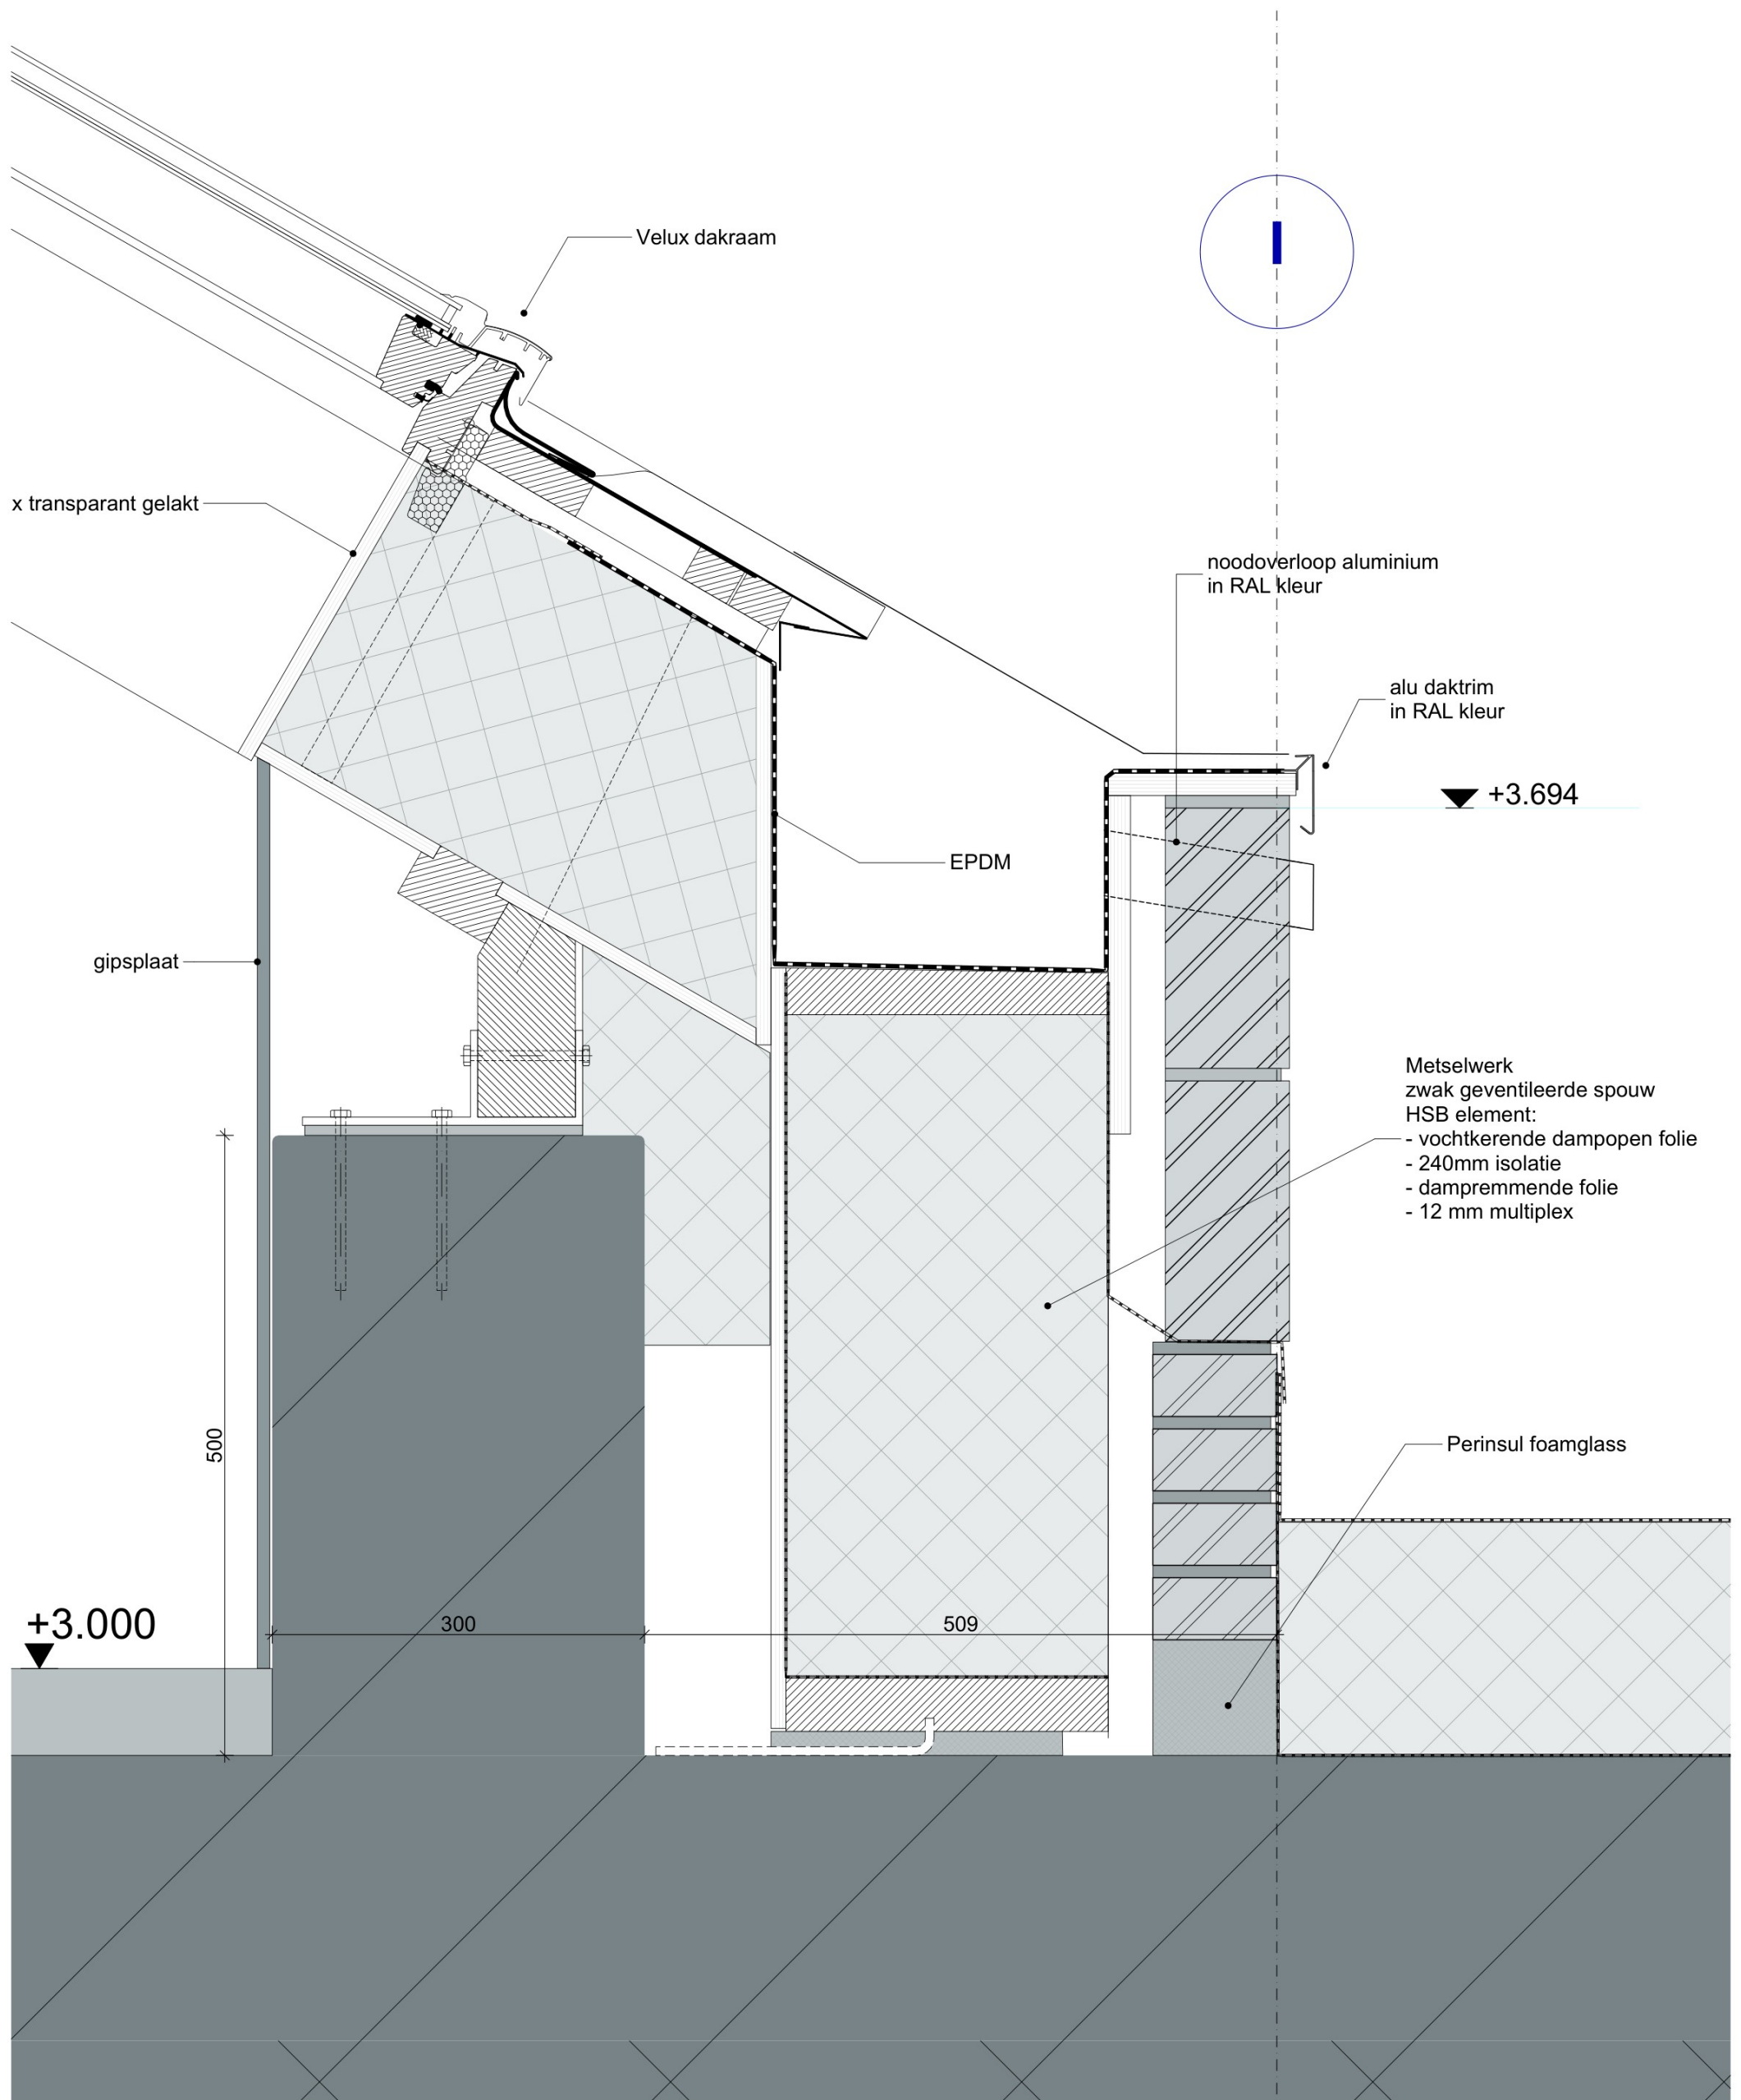 I
Velux dakraam
x transparant gelakt
noodoverloop aluminium
in RAL kleur
alu daktrim
in RAL kleur
+3.694
EPDM
gipsplaat
Metselwerk
zwak geventileerde spouw
HSB element:
- vochtkerende dampopen folie
- 240mm isolatie
- dampremmende folie
- 12 mm multiplex
500
Perinsul foamglass
+3.000
300
509